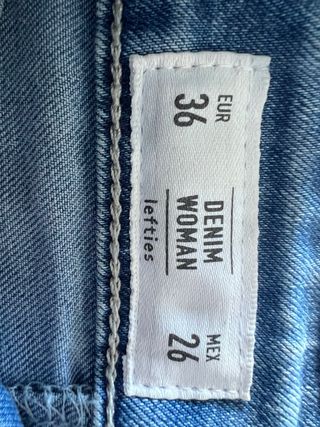 EUR
36
DENIM
WOMAN
lefties
MEX
26